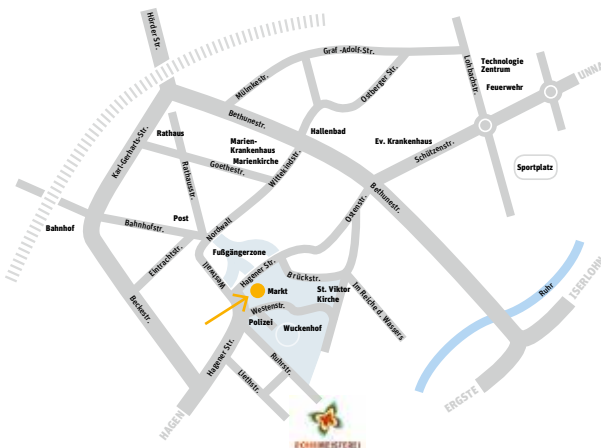 Hörder Str.
Graf-Adolf-Str.
Mülmkestr.
Ostberger Str.
Lohbachstr.
Technologie
Zentrum
Feuerwehr
UNNA
Bethunestr.
Karl-Gerharts-Str.
Rathaus
Marien-
Krankenhaus
Marienkirche
Hallenbad
Ev. Krankenhaus
Schützenstr.
Goethestr.
Wittekindstr.
Rathausstr.
Sportplatz
Bethunestr.
Bahnhof
Bahnhofstr.
Post
Nordwall
Ostenstr.
Eintrachtstr.
Fußgängerzone
Westwall
Hagener Str.
Brückstr.
Markt
St. Viktor
Kirche
Im Reiche d. Wassers
Ruhr
ISERLOHN
Beckestr.
Westenstr.
Polizei
Wuckenhof
Hagener Str.
Ruhrstr.
Liethstr.
HAGEN
ERGSTE
ROHRMEISTEREI